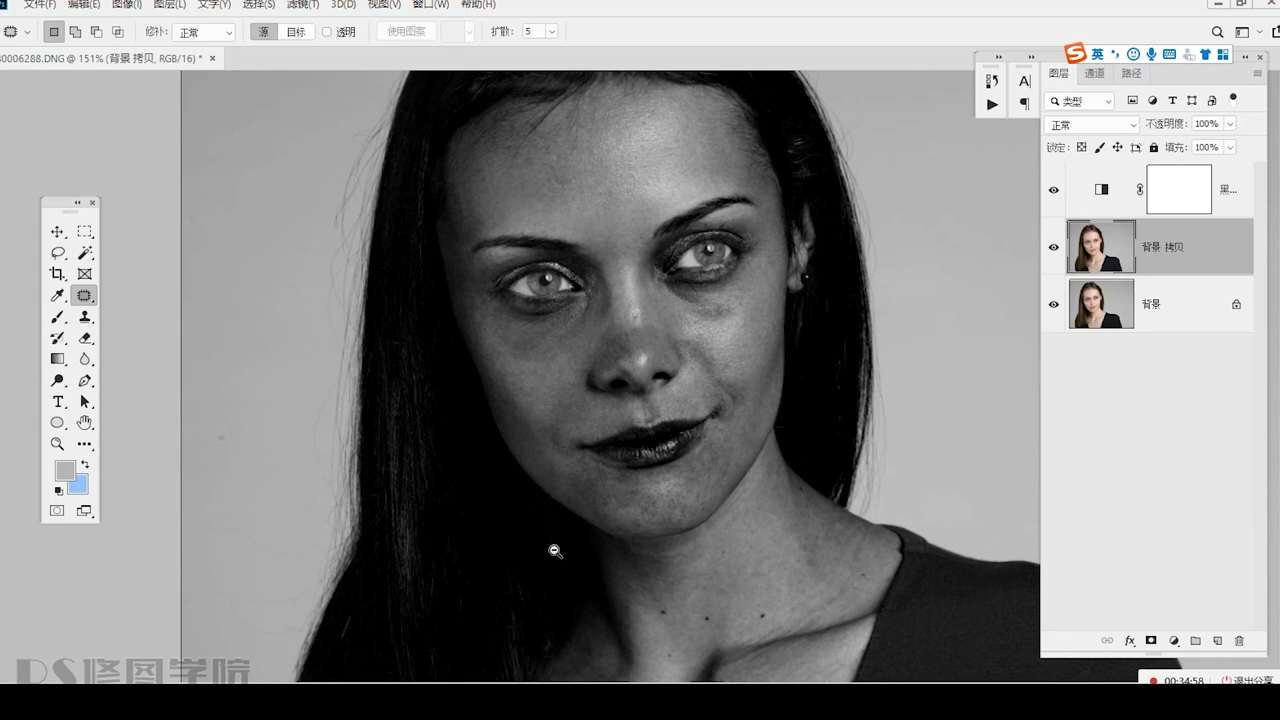 文件(F) 编辑(E) 图像(I) 图层(L) 文字(Y) 选择(S) 滤镜(T) 3D(D) 视图(V) 窗口(W) 帮助(H)
修补: 正常 源 目标 透明 使用图案 扩散: 5
30006288.DNG @ 151% (背景 拷贝, RGB/16) * ×
英
图层 通道 路径
类型
正常 不透明度: 100%
锁定: 填充: 100%
黑...
背景 拷贝
背景
fx
PS修图学院
00:34:58 退出分享